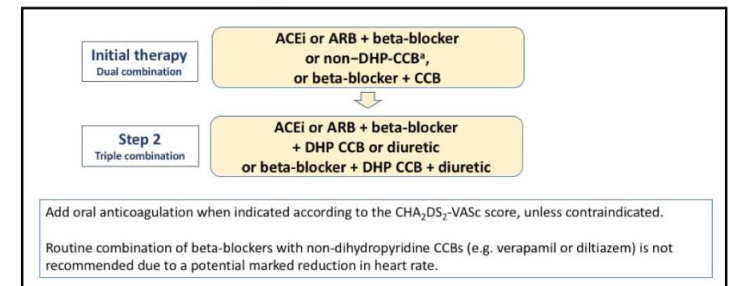 Initial therapy
Dual combination
ACEi or ARB + beta-blocker
or non−DHP-CCBᵃ,
or beta-blocker + CCB
Step 2
Triple combination
ACEi or ARB + beta-blocker
+ DHP CCB or diuretic
or beta-blocker + DHP CCB + diuretic
Add oral anticoagulation when indicated according to the CHA₂DS₂-VASc score, unless contraindicated.
Routine combination of beta-blockers with non-dihydropyridine CCBs (e.g. verapamil or diltiazem) is not
recommended due to a potential marked reduction in heart rate.